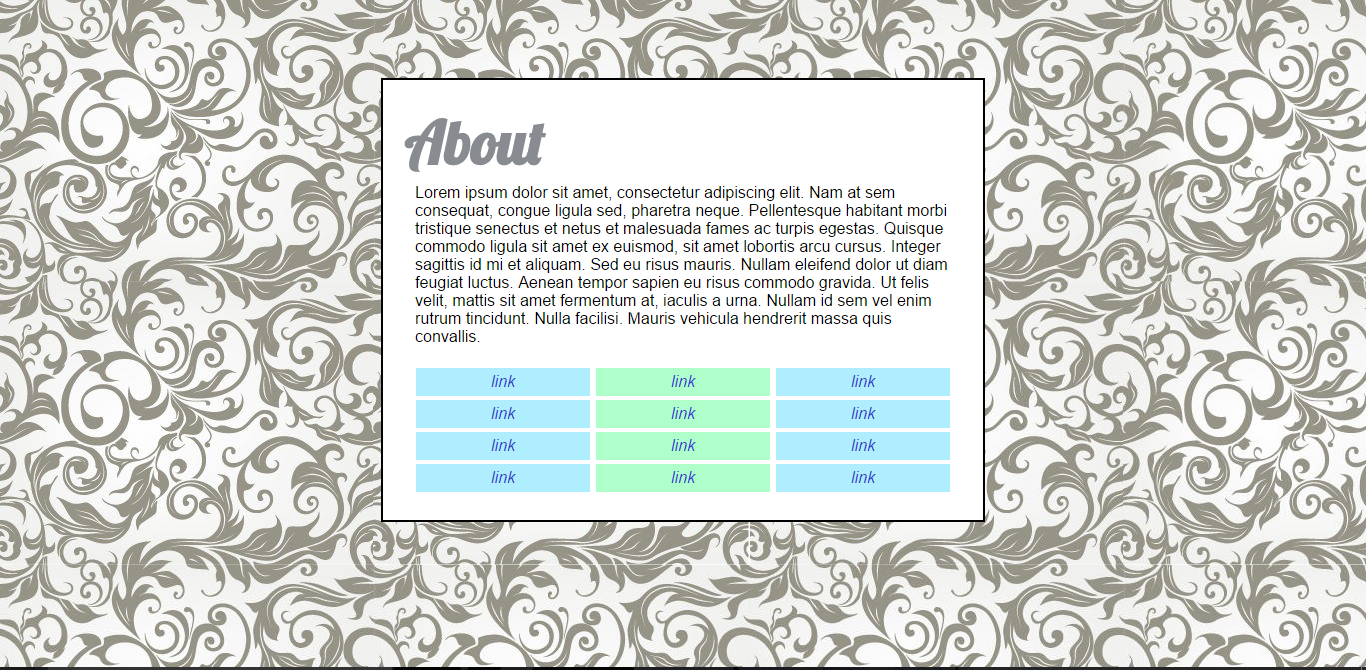 About
Lorem ipsum dolor sit amet, consectetur adipiscing elit. Nam at sem
consequat, congue ligula sed, pharetra neque. Pellentesque habitant morbi
tristique senectus et netus et malesuada fames ac turpis egestas. Quisque
commodo ligula sit amet ex euismod, sit amet lobortis arcu cursus. Integer
sagittis id mi et aliquam. Sed eu risus mauris. Nullam eleifend dolor ut diam
feugiat luctus. Aenean tempor sapien eu risus commodo gravida. Ut felis
velit, mattis sit amet fermentum at, iaculis a urna. Nullam id sem vel enim
rutrum tincidunt. Nulla facilisi. Mauris vehicula hendrerit massa quis
convallis.
link link link
link link link
link link link
link link link